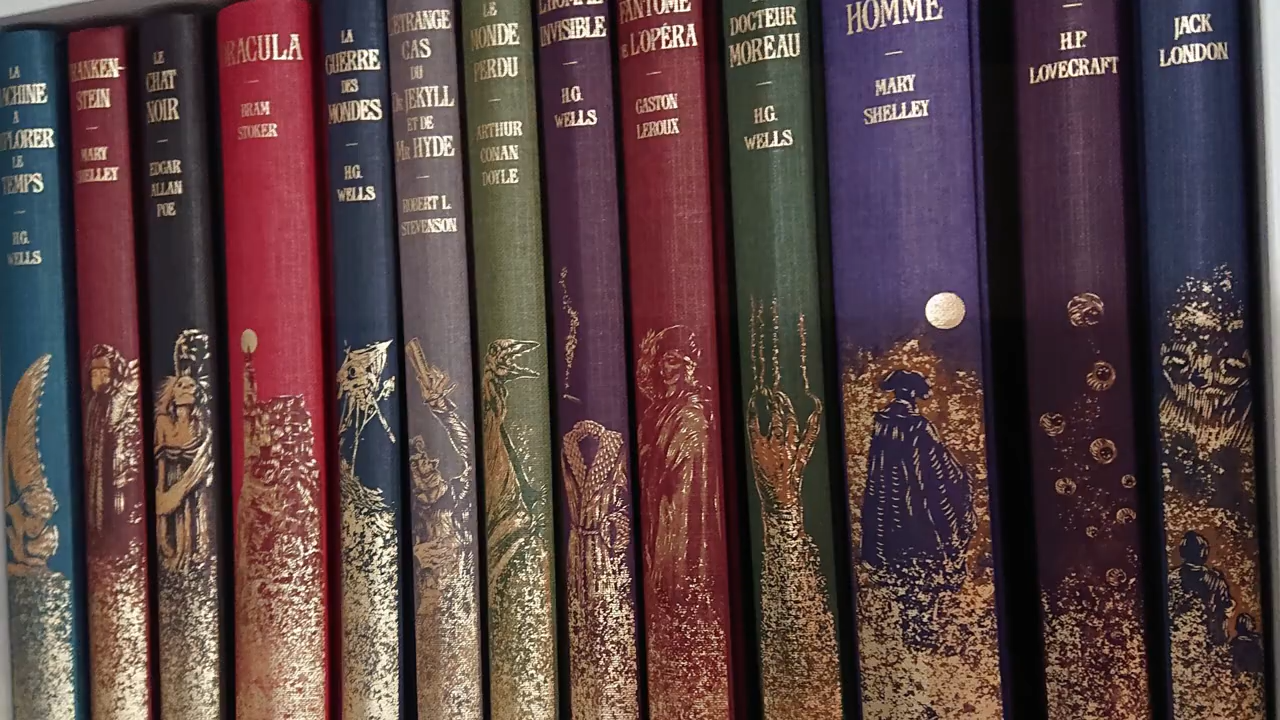 LA
MACHINE
À
EXPLORER
LE
TEMPS
H.G.
WELLS
FRANKEN-
STEIN
MARY
SHELLEY
LE
CHAT
NOIR
EDGAR
ALLAN
POE
DRACULA
BRAM
STOKER
LA
GUERRE
DES
MONDES
H.G.
WELLS
L'ÉTRANGE
CAS
DU
Dr JEKYLL
ET DE
Mr HYDE
ROBERT L.
STEVENSON
LE
MONDE
PERDU
ARTHUR
CONAN
DOYLE
L'HOMME
INVISIBLE
H.G.
WELLS
FANTÔME
DE L'OPÉRA
GASTON
LEROUX
DOCTEUR
MOREAU
H.G.
WELLS
HOMME
MARY
SHELLEY
H.P.
LOVECRAFT
JACK
LONDON